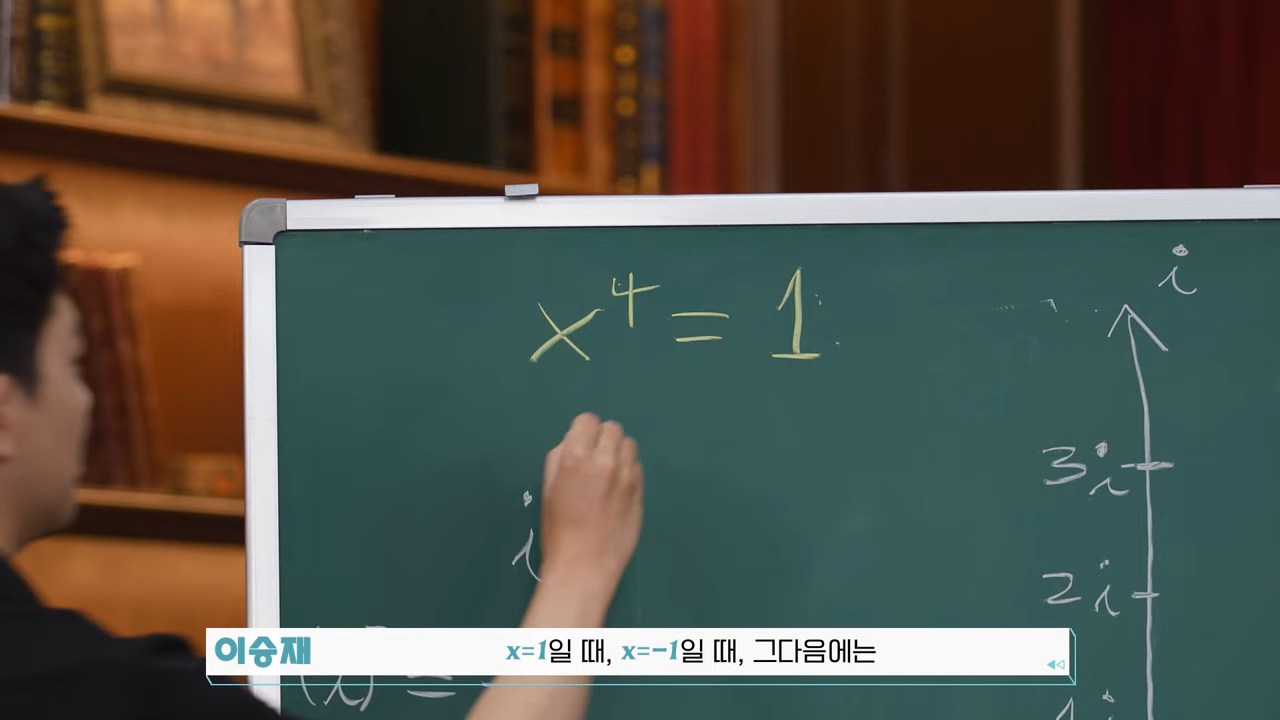 x⁴ = 1
i
3i
2i
i
(i) =
이승재 x=1일 때, x=-1일 때, 그다음에는